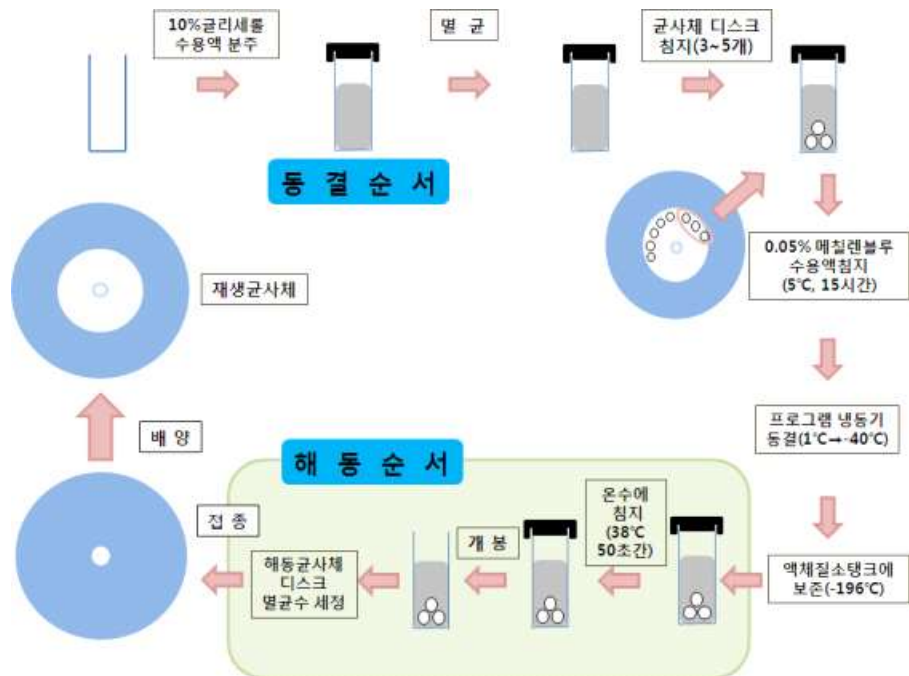 10%글리세롤
수용액 분주
멸 균
균사체 디스크
침지(3~5개)
동 결 순 서
0.05% 메칠렌블루
수용액침지
(5℃, 15시간)
재생균사체
프로그램 냉동기
동결(1℃→-40℃)
배 양
해 동 순 서
온수에
침지
(38℃
50초간)
접 종
개 봉
해동균사체
디스크
멸균수 세정
액체질소탱크에
보존(-196℃)